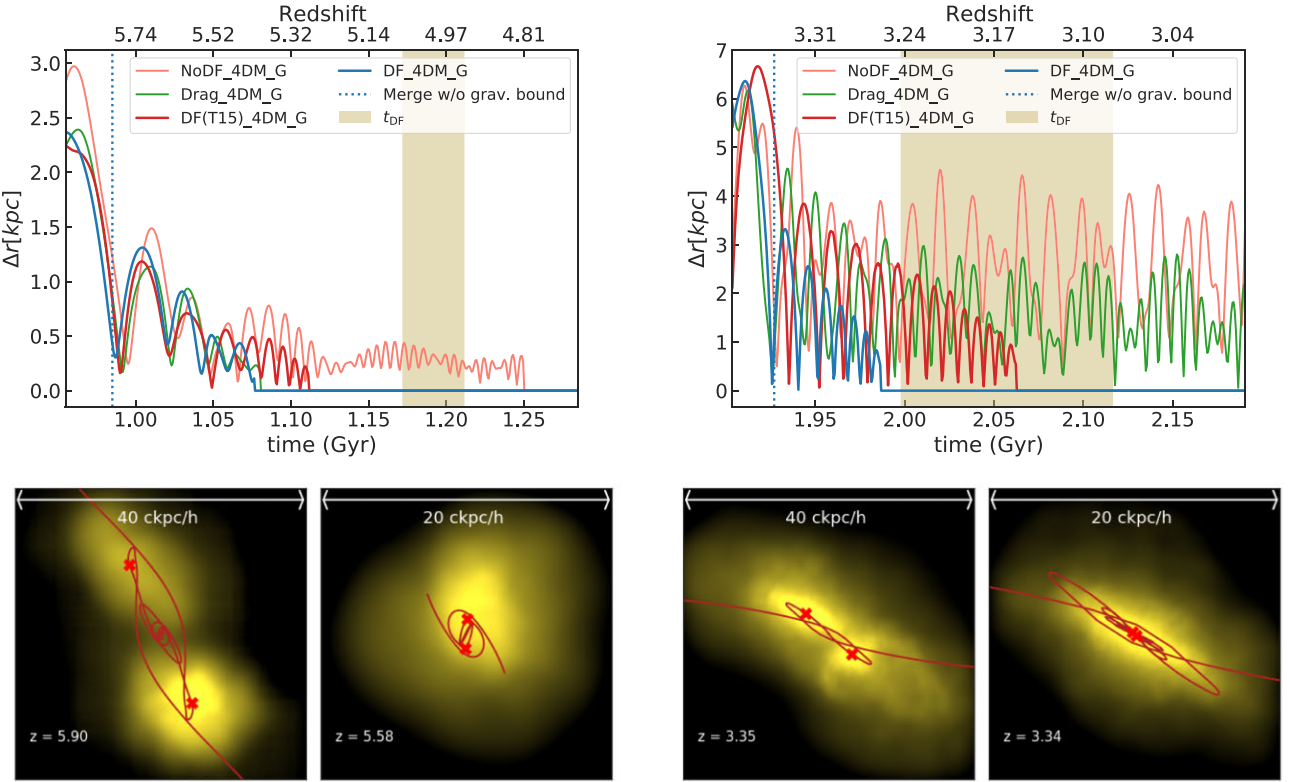 Redshift
5.74 5.52 5.32 5.14 4.97 4.81
3.0
2.5
2.0
1.5
1.0
0.5
0.0
Δr[kpc]
NoDF_4DM_G
Drag_4DM_G
DF(T15)_4DM_G
DF_4DM_G
Merge w/o grav. bound
t_DF
1.00 1.05 1.10 1.15 1.20 1.25
time (Gyr)
Redshift
3.31 3.24 3.17 3.10 3.04
7
6
5
4
3
2
1
0
Δr[kpc]
NoDF_4DM_G
Drag_4DM_G
DF(T15)_4DM_G
DF_4DM_G
Merge w/o grav. bound
t_DF
1.95 2.00 2.05 2.10 2.15
time (Gyr)
40 ckpc/h
z = 5.90
20 ckpc/h
z = 5.58
40 ckpc/h
z = 3.35
20 ckpc/h
z = 3.34